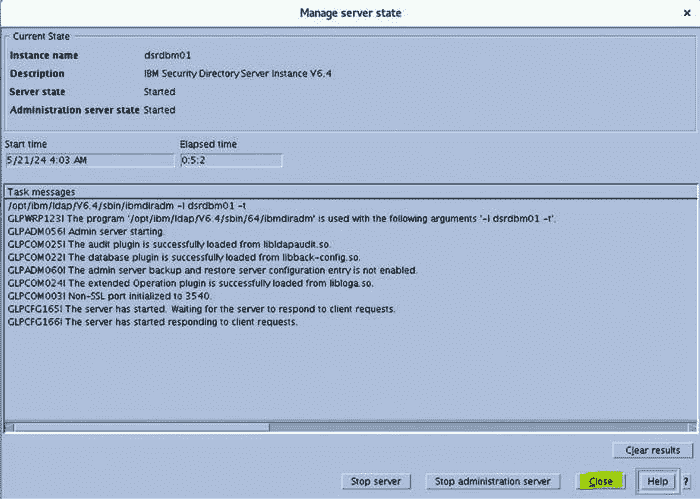 Manage server state
×
Current State
Instance name dsrdbm01
Description IBM Security Directory Server Instance V6.4
Server state Started
Administration server state Started
Start time Elapsed time
5/21/24 4:03 AM 0:5:2
Task messages
/opt/ibm/ldap/V6.4/sbin/ibmdiradm -I dsrdbm01 -t
GLPWRP123I The program '/opt/ibm/ldap/V6.4/sbin/64/ibmdiradm' is used with the following arguments '-I dsrdbm01 -t'.
GLPADM056I Admin server starting.
GLPCOM025I The audit plugin is successfully loaded from libldapaudit.so.
GLPCOM022I The database plugin is successfully loaded from libback-config.so.
GLPADM060I The admin server backup and restore server configuration entry is not enabled.
GLPCOM024I The extended Operation plugin is successfully loaded from libloga.so.
GLPCOM003I Non-SSL port initialized to 3540.
GLPCFG165I The server has started. Waiting for the server to respond to client requests.
GLPCFG166I The server has started responding to client requests.
Clear results
Stop server Stop administration server Close Help ?